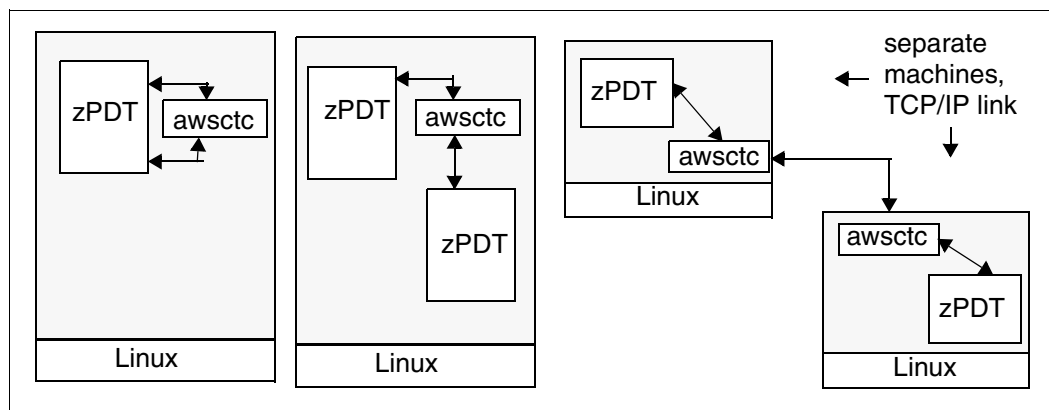 zPDT
awsctc
Linux
zPDT
awsctc
zPDT
Linux
zPDT
awsctc
Linux
separate
machines,
TCP/IP link
awsctc
zPDT
Linux